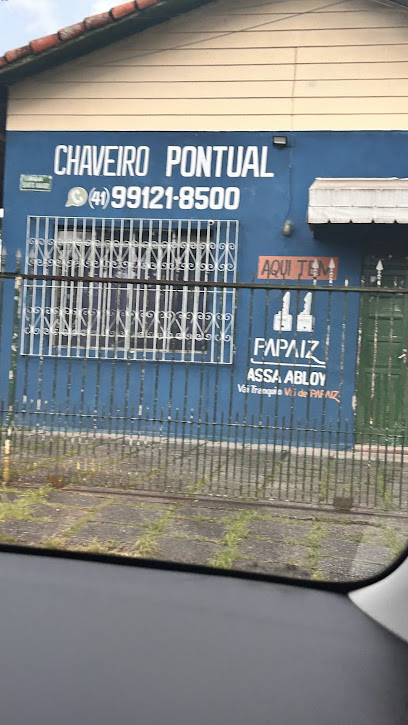 CHAVEIRO PONTUAL
(41) 99121-8500
AQUI TEM
PAPAIZ
ASSA ABLOY
Vai Tranquilo Vai de PAPAIZ